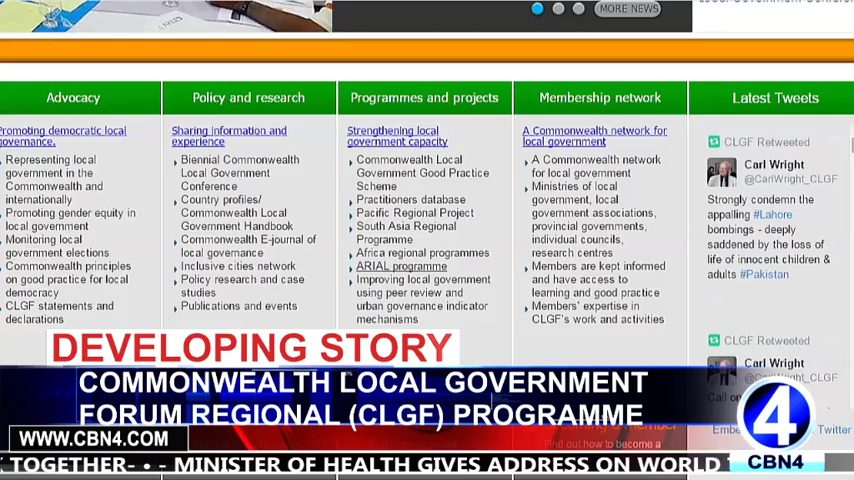 MORE NEWS
Advocacy
Promoting democratic local
governance.
Representing local
government in the
Commonwealth and
internationally
Promoting gender equity in
local government
Monitoring local
government elections
Commonwealth principles
on good practice for local
democracy
CLGF statements and
declarations
Policy and research
Sharing information and
experience
Biennial Commonwealth
Local Government
Conference
Country profiles/
Commonwealth Local
Government Handbook
Commonwealth E-journal of
local governance
Inclusive cities network
Policy research and case
studies
Publications and events
Programmes and projects
Strengthening local
government capacity
Commonwealth Local
Government Good Practice
Scheme
Practitioners database
Pacific Regional Project
South Asia Regional
Programme
Africa regional programmes
ARIAL programme
Improving local government
using peer review and
urban governance indicator
mechanisms
Membership network
A Commonwealth network for
local government
A Commonwealth network
for local government
Ministries of local
government, local
government associations,
provincial governments,
individual councils,
research centres
Members are kept informed
and have access to
learning and good practice
Members' expertise in
CLGF's work and activities
Latest Tweets
CLGF Retweeted
Carl Wright
@CarlWright_CLGF
Strongly condemn the
appalling #Lahore
bombings - deeply
saddened by the loss
of life of innocent children &
adults #Pakistan
CLGF Retweeted
Carl Wright
@CarlWright_CLGF
Call on
Twitter
Find out how to become a
DEVELOPING STORY
COMMONWEALTH LOCAL GOVERNMENT
FORUM REGIONAL (CLGF) PROGRAMME
WWW.CBN4.COM
4
CBN4
TOGETHER- • - MINISTER OF HEALTH GIVES ADDRESS ON WORLD